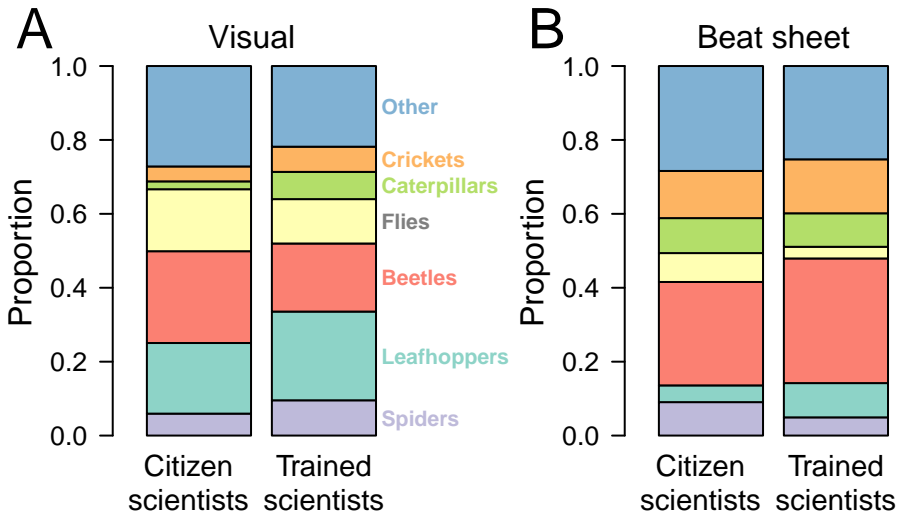 A
Visual
Proportion
1.0
0.8
0.6
0.4
0.2
0.0
Other
Crickets
Caterpillars
Flies
Beetles
Leafhoppers
Spiders
Citizen
scientists
Trained
scientists
B
Beat sheet
Proportion
1.0
0.8
0.6
0.4
0.2
0.0
Citizen
scientists
Trained
scientists